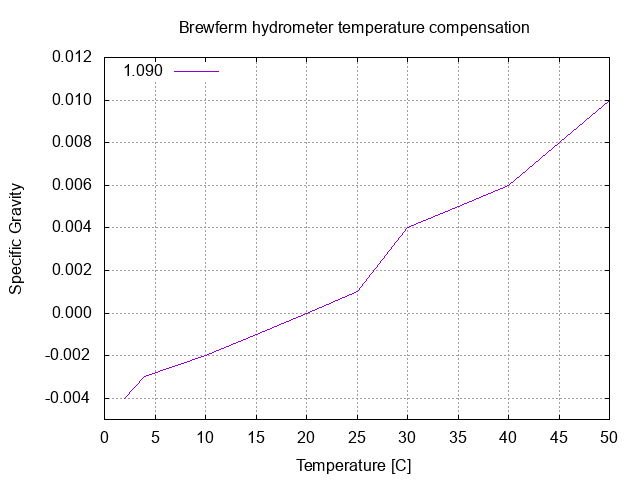 Brewferm hydrometer temperature compensation
1.090
0.012
0.010
0.008
0.006
0.004
0.002
0.000
-0.002
-0.004
Specific Gravity
0 5 10 15 20 25 30 35 40 45 50
Temperature [C]